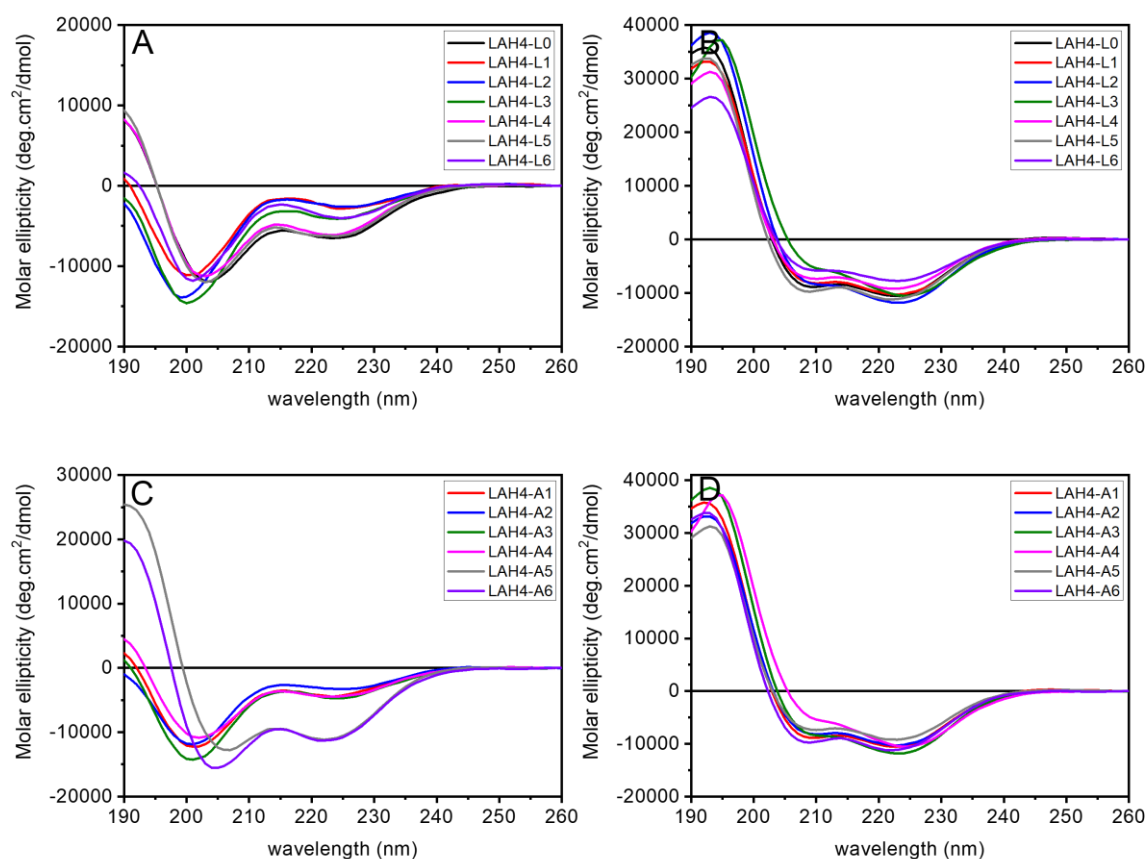 A
20000
10000
0
-10000
-20000
190 200 210 220 230 240 250 260
wavelength (nm)
Molar ellipticity (deg.cm²/dmol)
LAH4-L0
LAH4-L1
LAH4-L2
LAH4-L3
LAH4-L4
LAH4-L5
LAH4-L6
B
40000
30000
20000
10000
0
-10000
-20000
190 200 210 220 230 240 250 260
wavelength (nm)
Molar ellipticity (deg.cm²/dmol)
LAH4-L0
LAH4-L1
LAH4-L2
LAH4-L3
LAH4-L4
LAH4-L5
LAH4-L6
C
30000
20000
10000
0
-10000
-20000
190 200 210 220 230 240 250 260
wavelength (nm)
Molar ellipticity (deg.cm²/dmol)
LAH4-A1
LAH4-A2
LAH4-A3
LAH4-A4
LAH4-A5
LAH4-A6
D
40000
30000
20000
10000
0
-10000
-20000
190 200 210 220 230 240 250 260
wavelength (nm)
Molar ellipticity (deg.cm²/dmol)
LAH4-A1
LAH4-A2
LAH4-A3
LAH4-A4
LAH4-A5
LAH4-A6